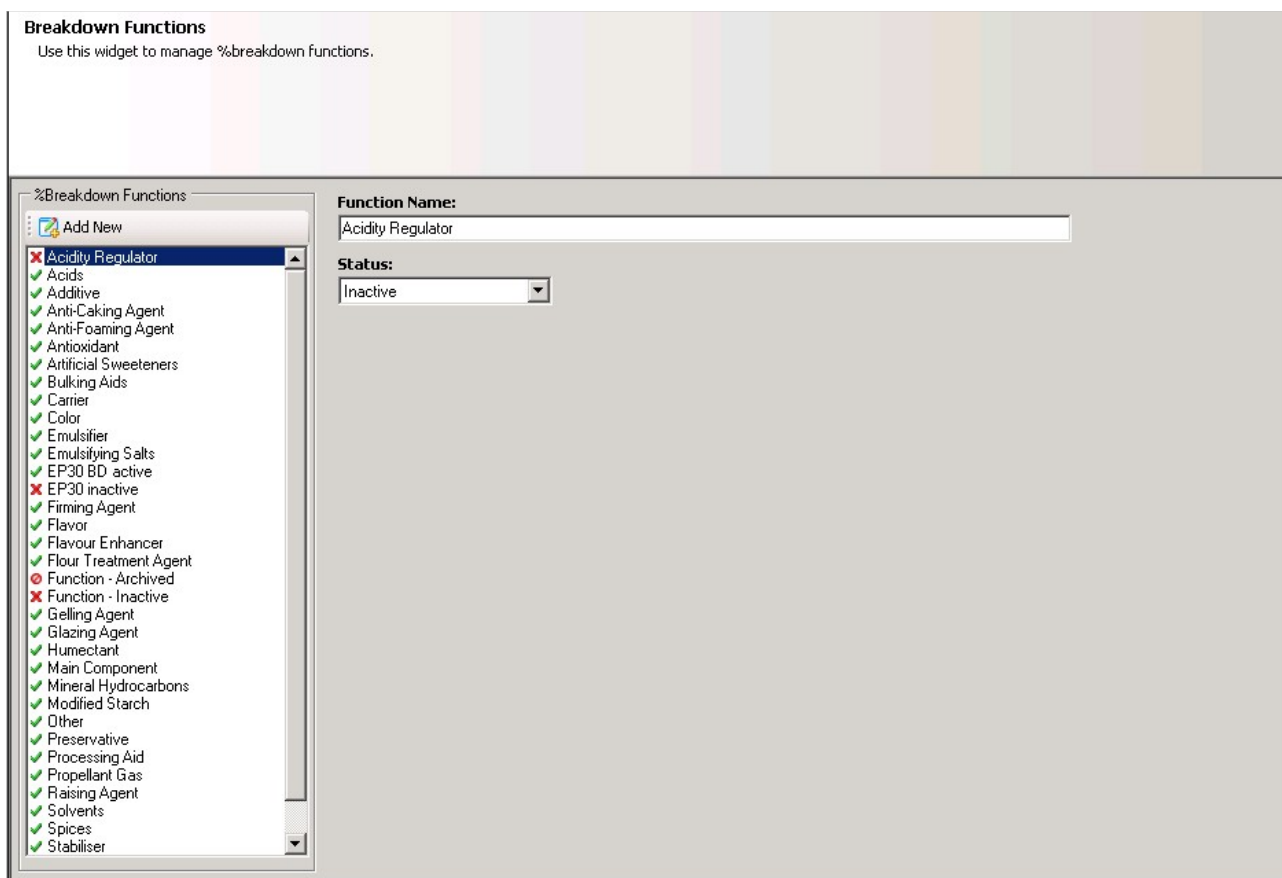 Breakdown Functions
Use this widget to manage %breakdown functions.
%Breakdown Functions
Add New
Acidity Regulator
Acids
Additive
Anti-Caking Agent
Anti-Foaming Agent
Antioxidant
Artificial Sweeteners
Bulking Aids
Carrier
Color
Emulsifier
Emulsifying Salts
EP30 BD active
EP30 inactive
Firming Agent
Flavor
Flavour Enhancer
Flour Treatment Agent
Function - Archived
Function - Inactive
Gelling Agent
Glazing Agent
Humectant
Main Component
Mineral Hydrocarbons
Modified Starch
Other
Preservative
Processing Aid
Propellant Gas
Raising Agent
Solvents
Spices
Stabiliser
Function Name:
Acidity Regulator
Status:
Inactive